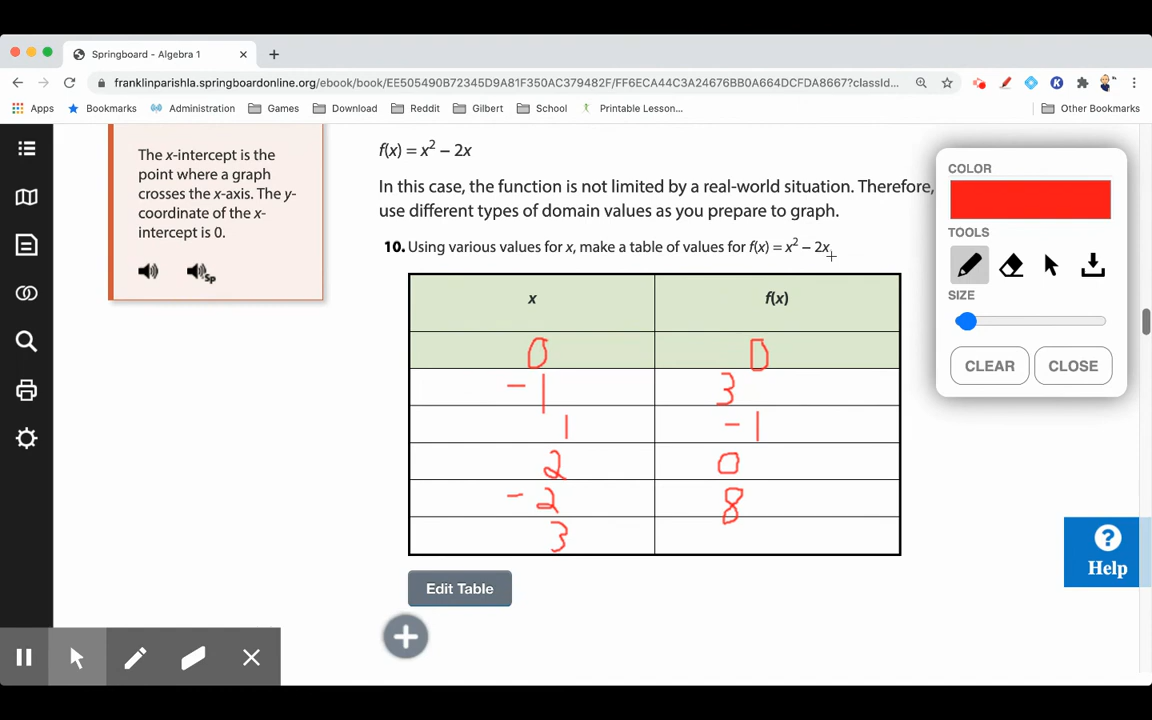 Springboard - Algebra 1
franklinparishla.springboardonline.org/ebook/book/EE505490B72345D9A81F350AC379482F/FF6ECA44C3A24676BB0A664DCFDA8667?classId...
Apps Bookmarks Administration Games Download Reddit Gilbert School Printable Lesson... Other Bookmarks
The x-intercept is the
point where a graph
crosses the x-axis. The y-
coordinate of the x-
intercept is 0.
Sp
f(x) = x² − 2x
In this case, the function is not limited by a real-world situation. Therefore,
use different types of domain values as you prepare to graph.
10. Using various values for x, make a table of values for f(x) = x² − 2x.
x f(x)
0 0
-1 3
1 -1
2 0
-2 8
3
Edit Table
COLOR
TOOLS
SIZE
CLEAR CLOSE
?
Help